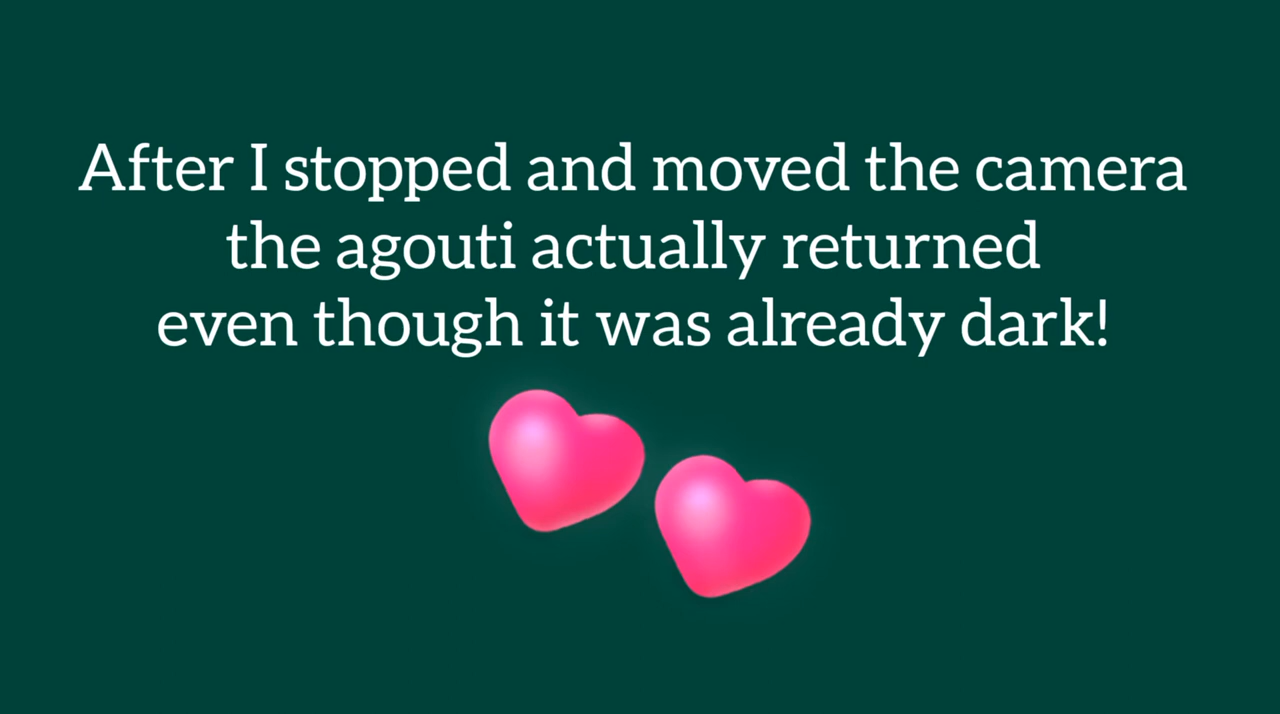 After I stopped and moved the camera
the agouti actually returned
even though it was already dark!